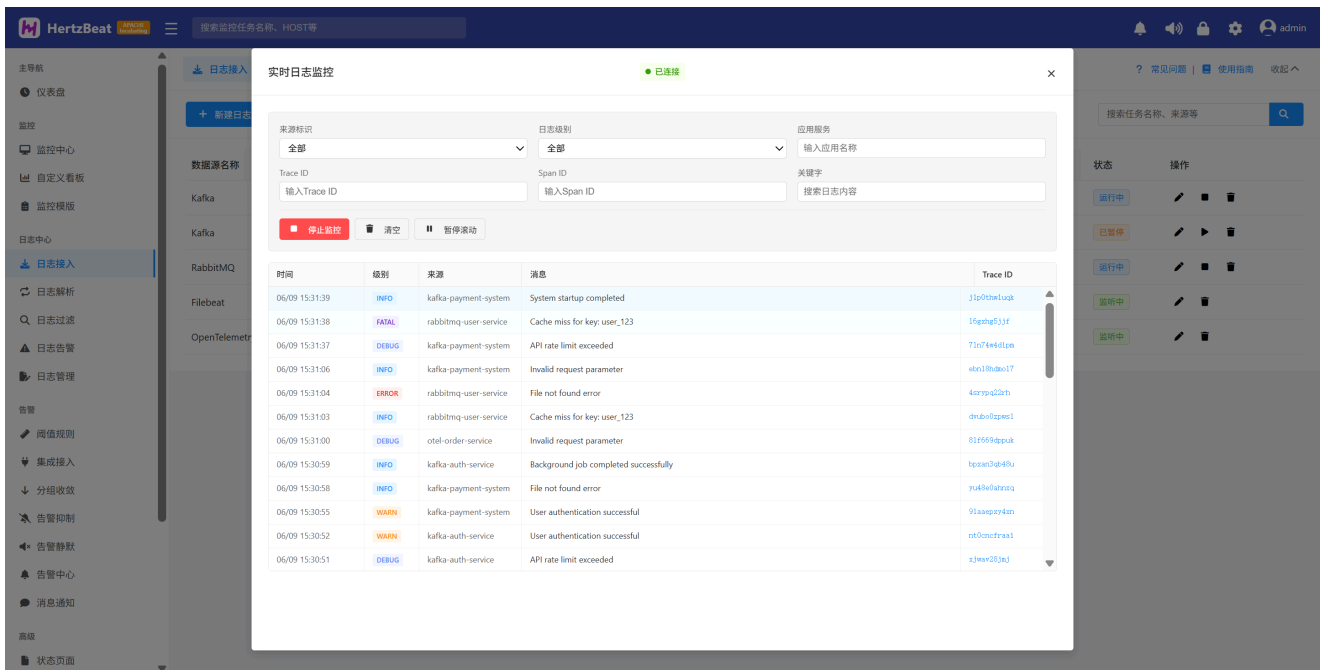 HertzBeat APACHE Incubating 搜索监控任务名称、HOST等 admin
主导航
仪表盘
监控
监控中心
自定义看板
监控模版
日志中心
日志接入
日志解析
日志过滤
日志告警
日志管理
告警
阈值规则
集成接入
分组收敛
告警抑制
告警静默
告警中心
消息通知
高级
状态页面
日志接入
? 常见问题 | 使用指南 收起
+ 新建日志
搜索任务名称、来源等
数据源名称 状态 操作
Kafka 运行中
Kafka 已暂停
RabbitMQ 运行中
Filebeat 监听中
OpenTelemetr 监听中
实时日志监控 已连接 ×
来源标识 日志级别 应用服务
全部 全部 输入应用名称
Trace ID Span ID 关键字
输入Trace ID 输入Span ID 搜索日志内容
停止监控 清空 暂停滚动
时间 级别 来源 消息 Trace ID
06/09 15:31:39 INFO kafka-payment-system System startup completed j1p0thwluqk
06/09 15:31:38 FATAL rabbitmq-user-service Cache miss for key: user_123 16gxhg5jjf
06/09 15:31:37 DEBUG kafka-payment-system API rate limit exceeded 71n74w4dipm
06/09 15:31:06 INFO kafka-payment-system Invalid request parameter ebnl8hdmo17
06/09 15:31:04 ERROR rabbitmq-user-service File not found error 4srypq22rh
06/09 15:31:03 INFO rabbitmq-user-service Cache miss for key: user_123
06/09 15:31:00 DEBUG otel-order-service Invalid request parameter 81f669dppuk
06/09 15:30:59 INFO kafka-auth-service Background job completed successfully bpzan3qb48u
06/09 15:30:58 INFO kafka-payment-system File not found error yu48e0ahnzq
06/09 15:30:55 WARN kafka-payment-system User authentication successful 91aaepzy4zn
06/09 15:30:52 WARN kafka-auth-service User authentication successful
06/09 15:30:51 DEBUG kafka-auth-service API rate limit exceeded